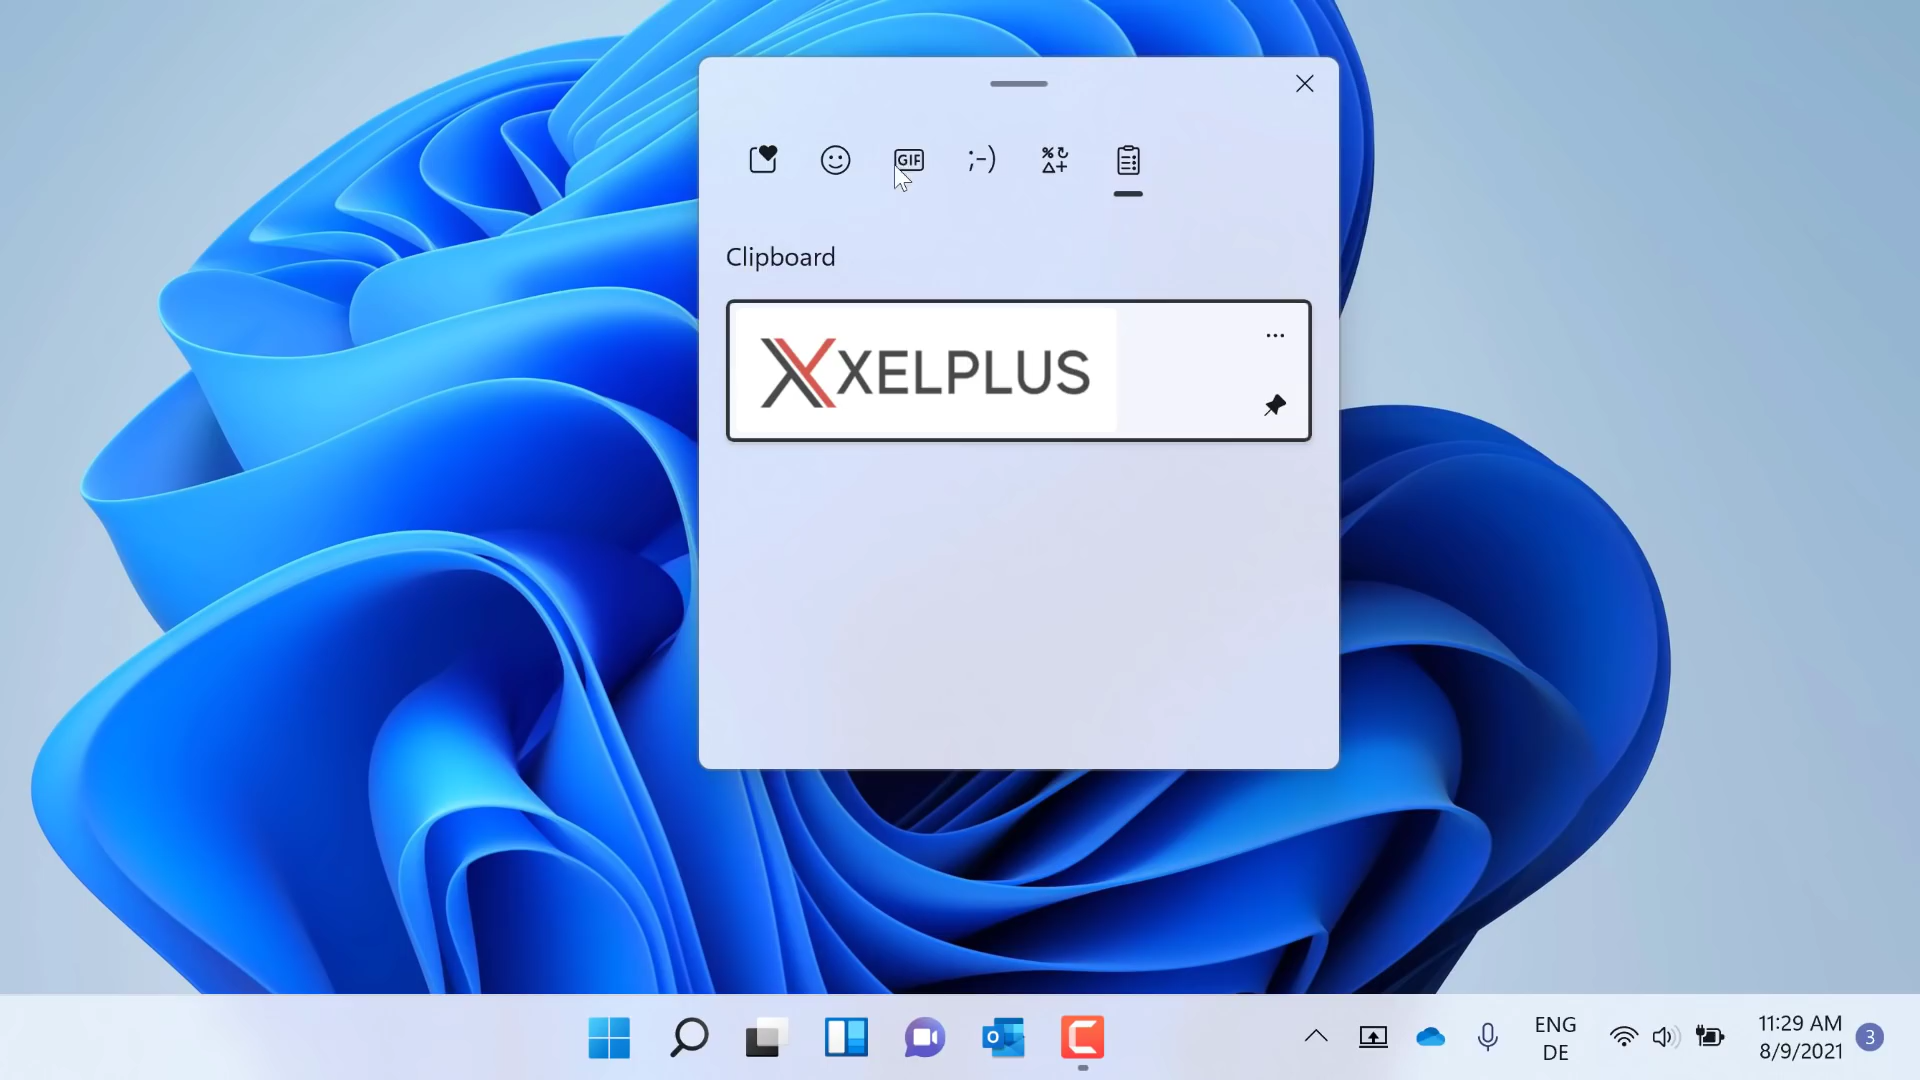 GIF
;-)
Clipboard
XELPLUS
ENG
DE
11:29 AM
8/9/2021
3